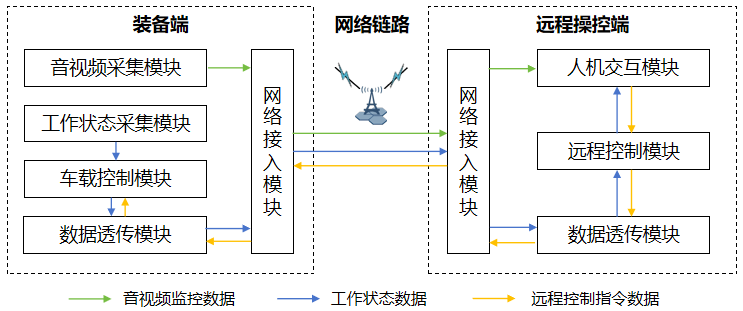 装备端
网络链路
远程操控端
音视频采集模块
工作状态采集模块
车载控制模块
数据透传模块
网络接入模块
网络接入模块
人机交互模块
远程控制模块
数据透传模块
音视频监控数据
工作状态数据
远程控制指令数据